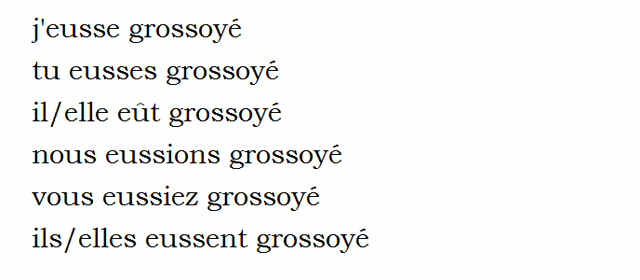 j'eusse grossoyé
tu eusses grossoyé
il/elle eût grossoyé
nous eussions grossoyé
vous eussiez grossoyé
ils/elles eussent grossoyé